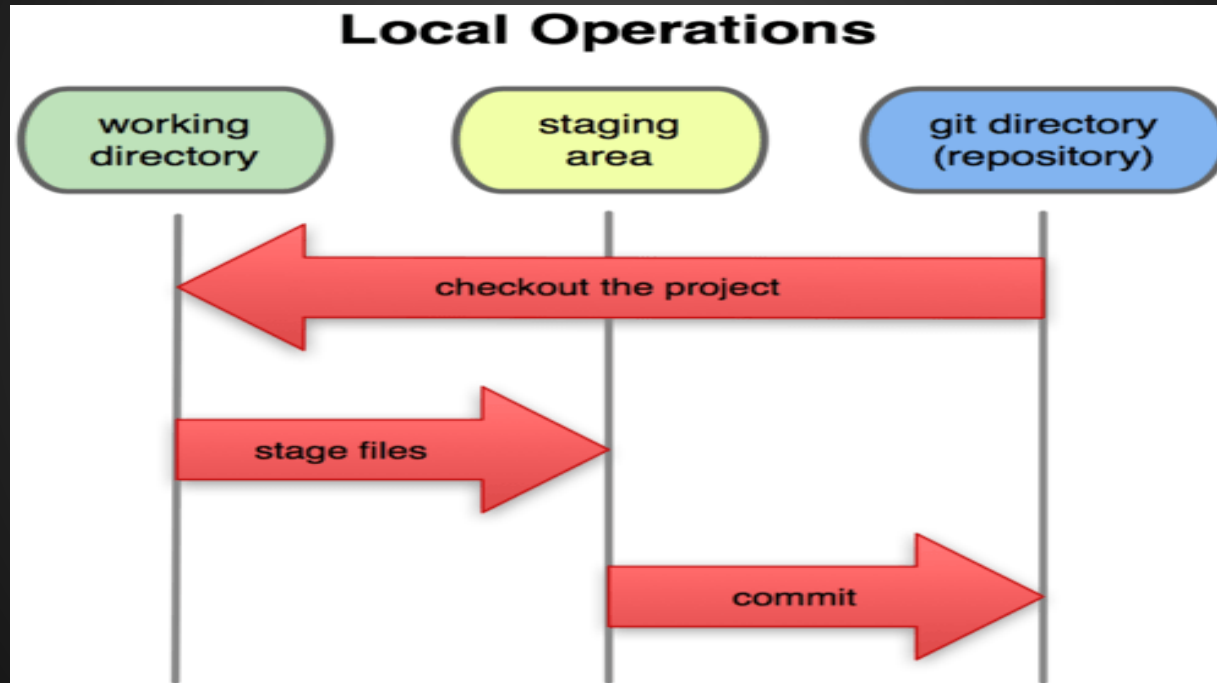 Local Operations
working
directory
staging
area
git directory
(repository)
checkout the project
stage files
commit